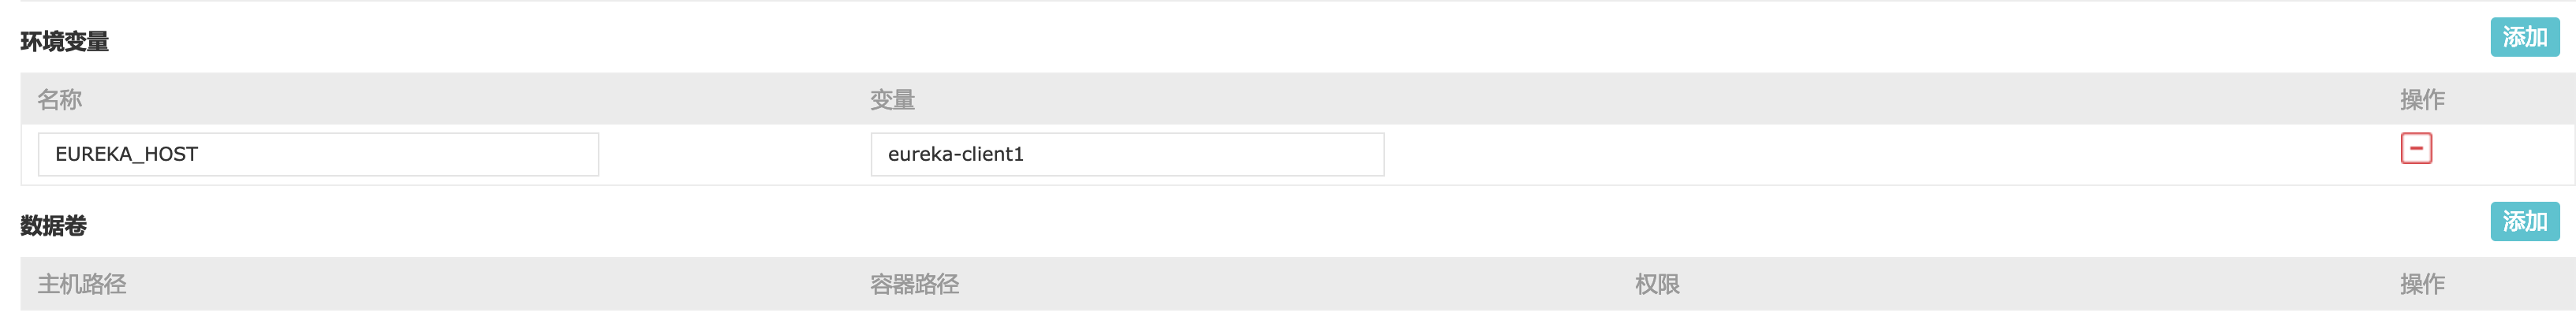 环境变量 添加
名称 变量 操作
EUREKA_HOST eureka-client1
数据卷 添加
主机路径 容器路径 权限 操作